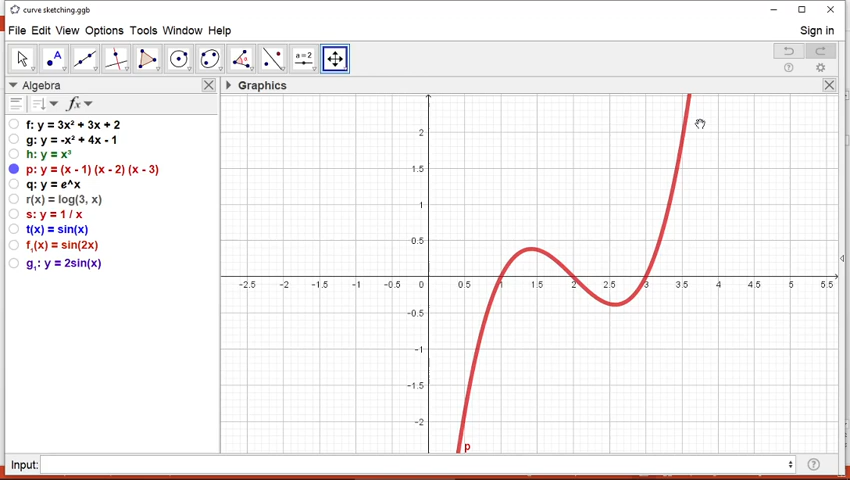 curve sketching.ggb
File Edit View Options Tools Window Sign in
A a=2
Algebra Graphics
fx
f: y = 3x² + 3x + 2
g: y = -x² + 4x - 1
h: y = x³
p: y = (x - 1) (x - 2) (x - 3)
q: y = e^x
r(x) = log(3, x)
s: y = 1 / x
t(x) = sin(x)
f₁(x) = sin(2x)
g₁: y = 2sin(x)
2
1.5
1
0.5
-2.5 -2 -1.5 -1 -0.5 0 0.5 1 1.5 2 2.5 3 3.5 4 4.5 5 5.5
-0.5
-1
-1.5
-2
p
Input: